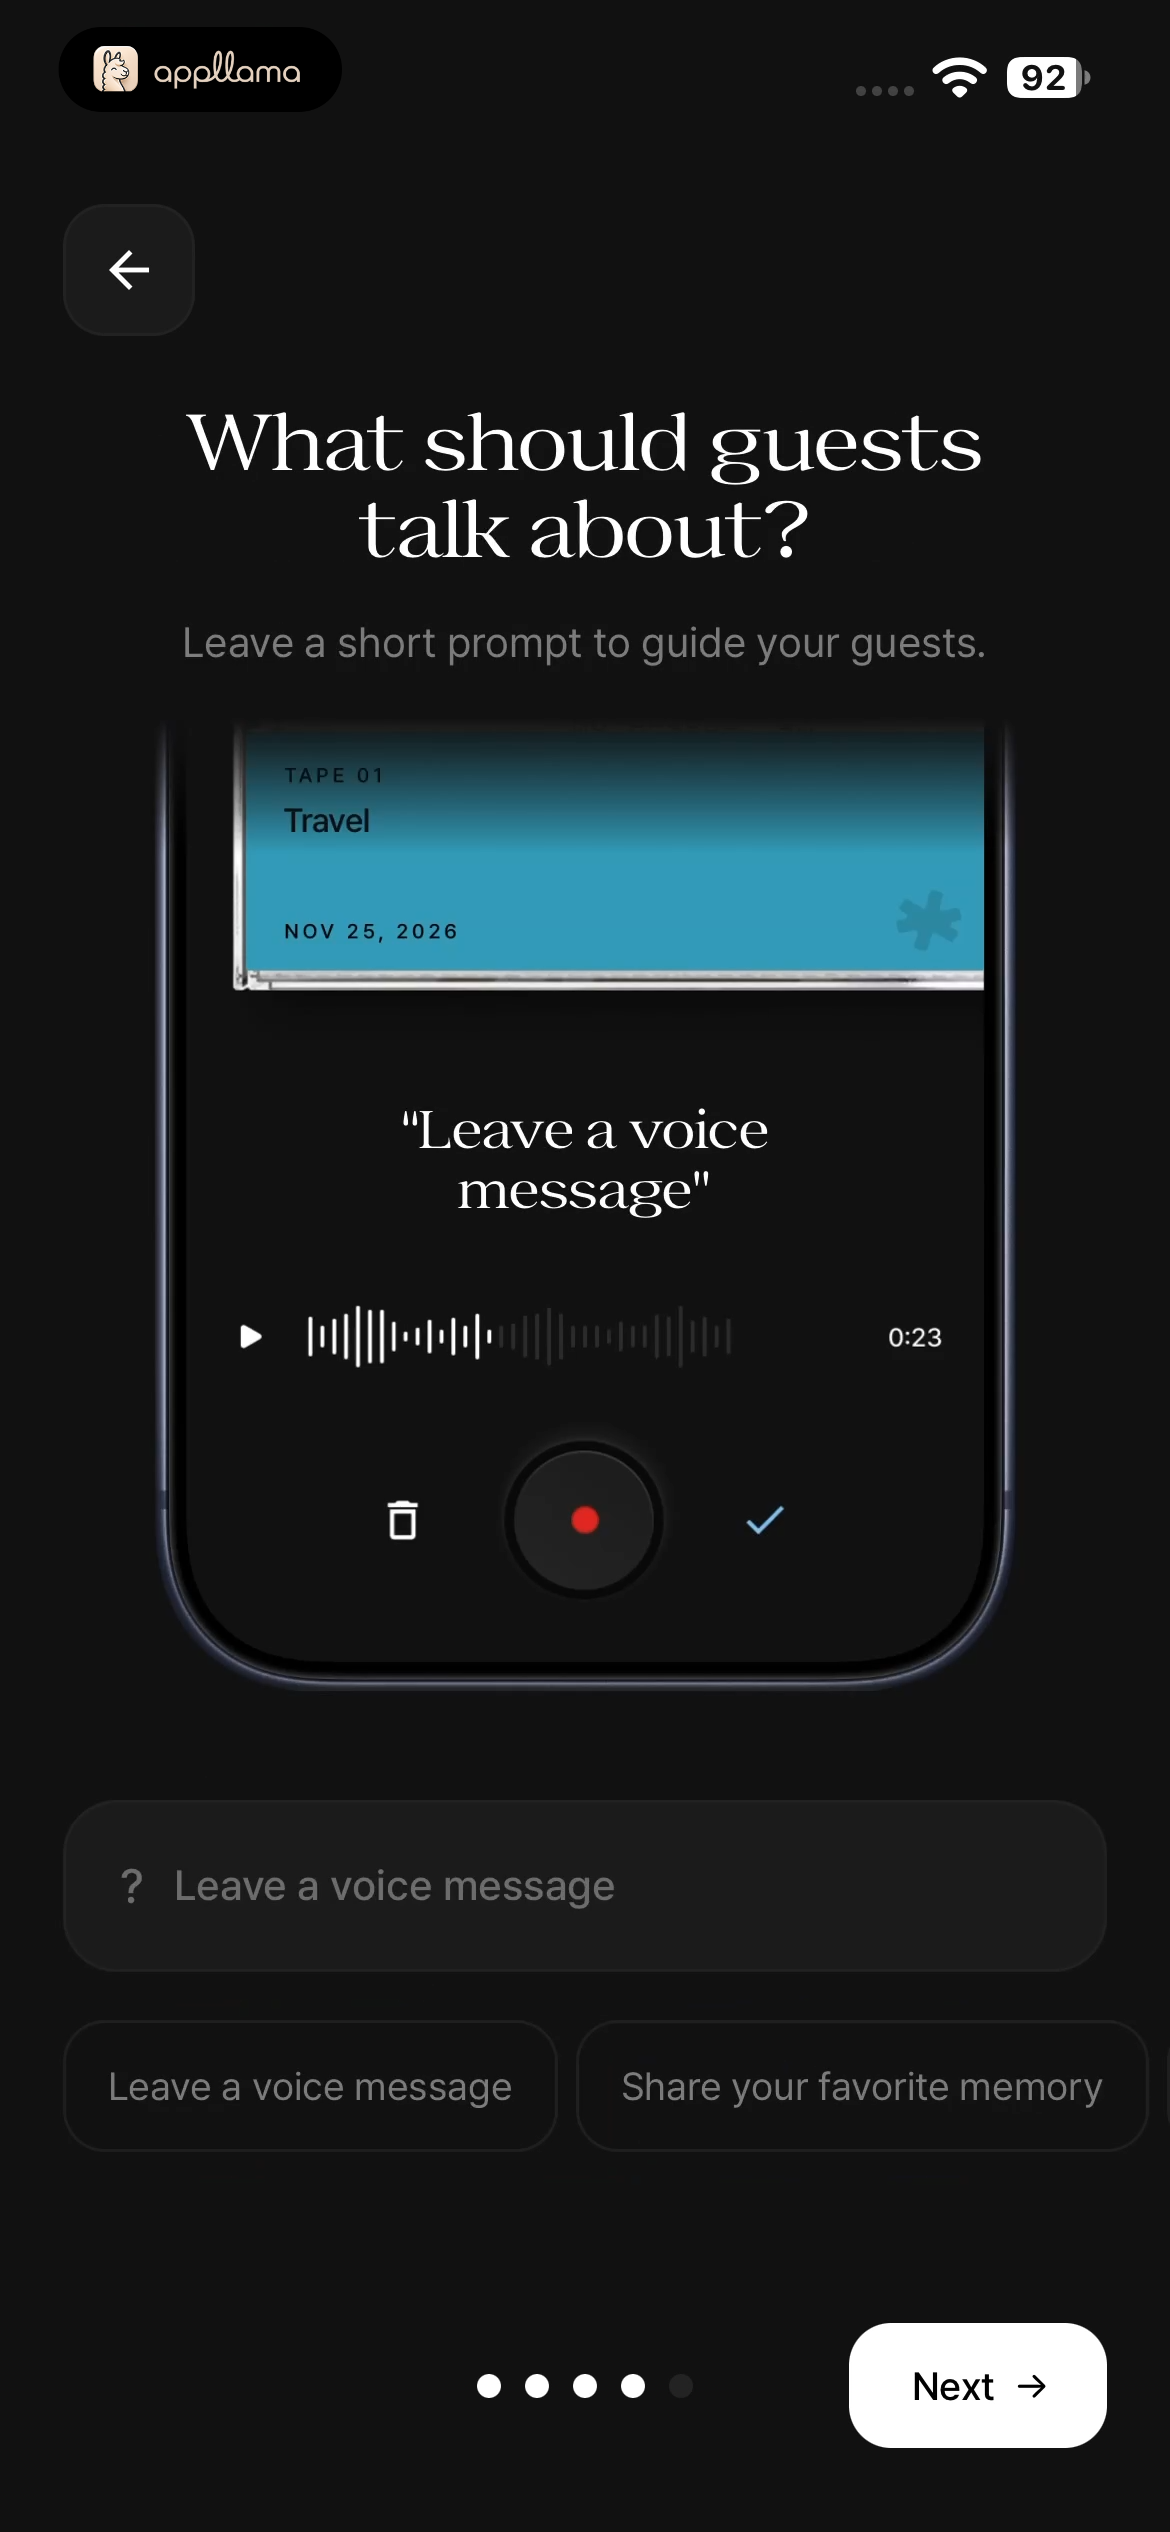 appllama
92
What should guests
talk about?
Leave a short prompt to guide your guests.
TAPE 01
Travel
NOV 25, 2026
"Leave a voice
message"
0:23
? Leave a voice message
Leave a voice message
Share your favorite memory
Next →